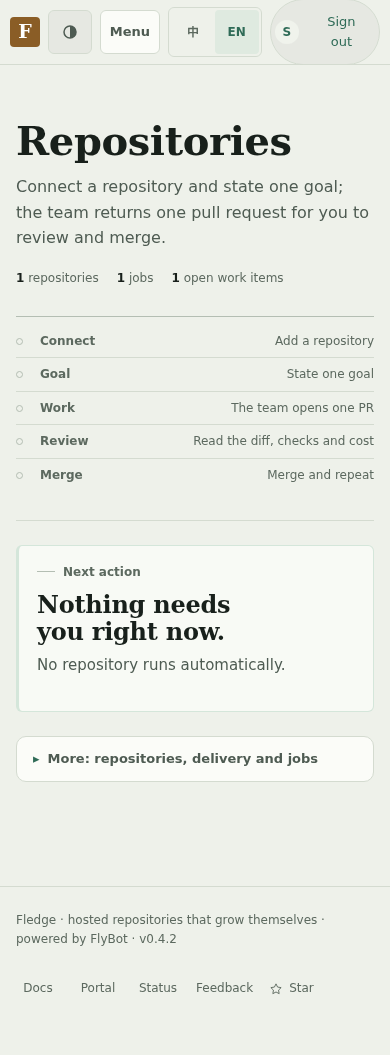 F
Menu
中
EN
S
Sign
out
Repositories
Connect a repository and state one goal;
the team returns one pull request for you to
review and merge.
1 repositories 1 jobs 1 open work items
Connect Add a repository
Goal State one goal
Work The team opens one PR
Review Read the diff, checks and cost
Merge Merge and repeat
Next action
Nothing needs
you right now.
No repository runs automatically.
▸ More: repositories, delivery and jobs
Fledge · hosted repositories that grow themselves ·
powered by FlyBot · v0.4.2
Docs Portal Status Feedback Star